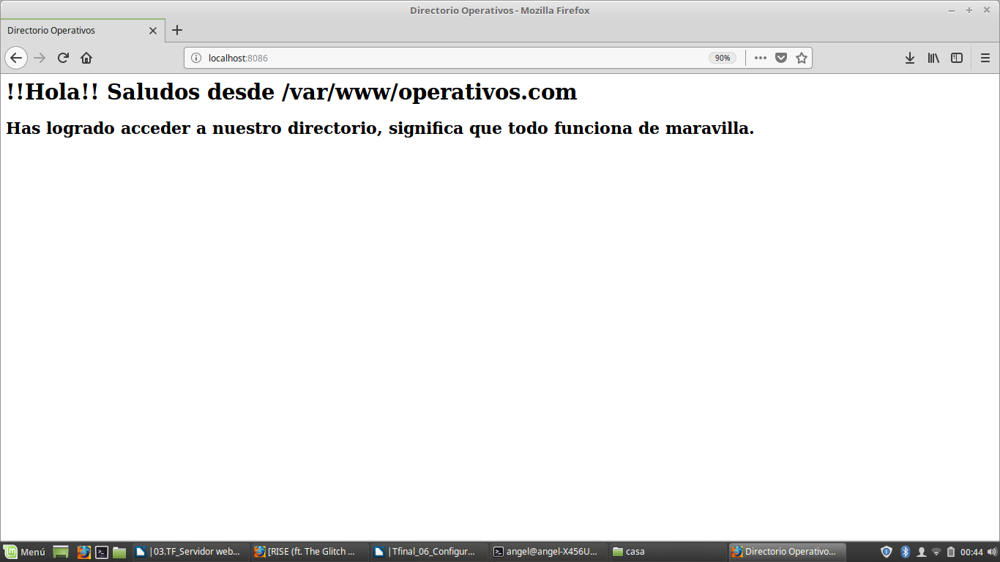 Directorio Operativos - Mozilla Firefox
Directorio Operativos
localhost:8086
90%
!!Hola!! Saludos desde /var/www/operativos.com
Has logrado acceder a nuestro directorio, significa que todo funciona de maravilla.
Menú
|03.TF_Servidor web...
[RISE (ft. The Glitch ...
|Tfinal_06_Configur...
angel@angel-X456U...
casa
Directorio Operativo...
00:44